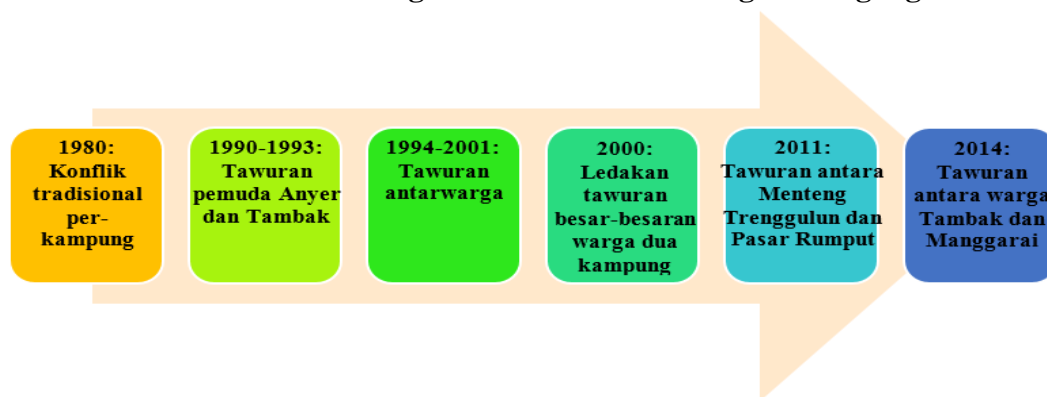 1980:
Konflik
tradisional
per-
kampung
1990-1993:
Tawuran
pemuda Anyer
dan Tambak
1994-2001:
Tawuran
antarwarga
2000:
Ledakan
tawuran
besar-besaran
warga dua
kampung
2011:
Tawuran antara
Menteng
Trenggulun dan
Pasar Rumput
2014:
Tawuran
antara warga
Tambak dan
Manggarai